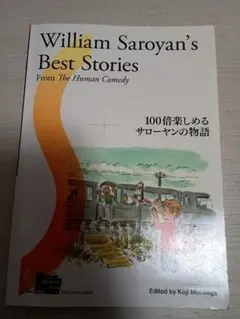 William Saroyan's
Best Stories
From The Human Comedy
100倍楽しめる
サローヤンの物語
Edited by Koji Morinaga